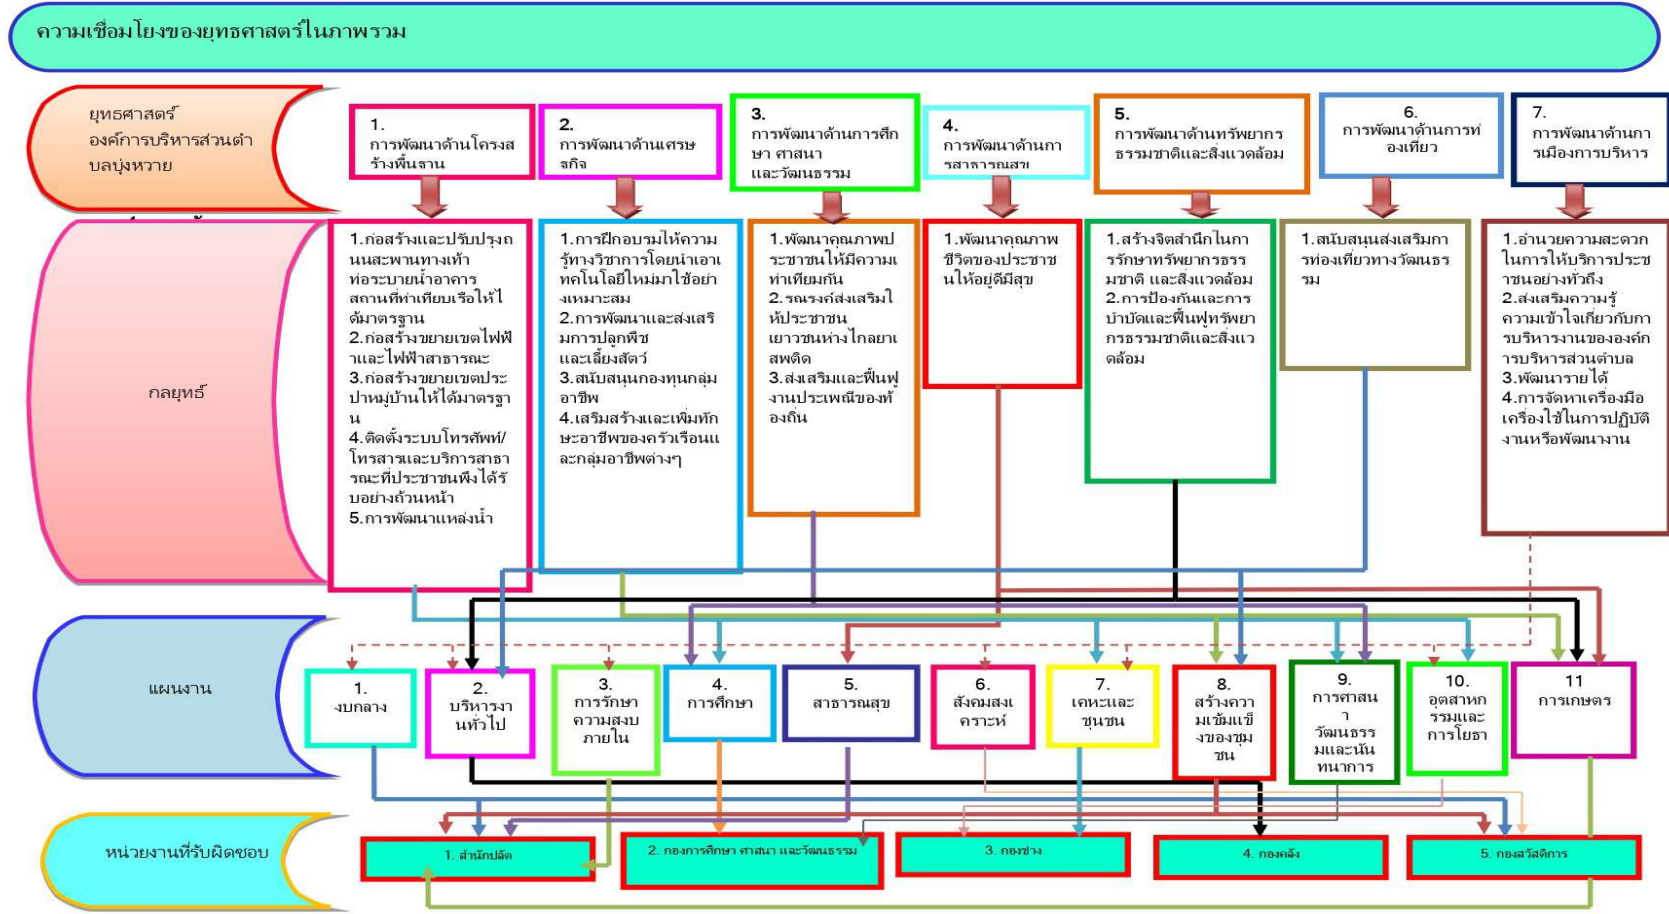 ความเชื่อมโยงของยุทธศาสตร์ในภาพรวม
ยุทธศาสตร์
องค์การบริหารส่วนตำ
บลบุ่งหวาย
1.
การพัฒนาด้านโครงส
ร้างพื้นฐาน
2.
การพัฒนาด้านเศรษ
ฐกิจ
3.
การพัฒนาด้านการศึก
ษา ศาสนา
และวัฒนธรรม
4.
การพัฒนาด้านกา
รสาธารณสุข
5.
การพัฒนาด้านทรัพยากร
ธรรมชาติและสิ่งแวดล้อม
6.
การพัฒนาด้านการท่
องเที่ยว
7.
การพัฒนาด้านกา
รเมืองการบริหาร
กลยุทธ์
1.ก่อสร้างและปรับปรุงถ
นนสะพานทางเท้า
ท่อระบายน้ำอาคาร
สถานที่ท่าเทียบเรือให้ไ
ด้มาตรฐาน
2.ก่อสร้างขยายเขตไฟฟ้
าและไฟฟ้าสาธารณะ
3.ก่อสร้างขยายเขตประ
ปาหมู่บ้านให้ได้มาตรฐา
น
4.ติดตั้งระบบโทรศัพท์/
โทรสารและบริการสาธา
รณะที่ประชาชนพึงได้รั
บอย่างถ้วนหน้า
5.การพัฒนาแหล่งน้ำ
1.การฝึกอบรมให้ความ
รู้ทางวิชาการโดยนำเอาเ
ทคโนโลยีใหม่มาใช้อย่า
งเหมาะสม
2.การพัฒนาและส่งเสริ
มการปลูกพืช
และเลี้ยงสัตว์
3.สนับสนุนกองทุนกลุ่ม
อาชีพ
4.เสริมสร้างและเพิ่มทัก
ษะอาชีพของครัวเรือนแ
ละกลุ่มอาชีพต่างๆ
1.พัฒนาคุณภาพป
ระชาชนให้มีความเ
ท่าเทียมกัน
2.รณรงค์ส่งเสริมใ
ห้ประชาชน
เยาวชนห่างไกลยาเ
สพติด
3.ส่งเสริมและฟื้นฟู
งานประเพณีของท้
องถิ่น
1.พัฒนาคุณภาพ
ชีวิตของประชาช
นให้อยู่ดีมีสุข
1.สร้างจิตสำนึกในกา
รรักษาทรัพยากรธรร
มชาติ และสิ่งแวดล้อม
2.การป้องกันและการ
บำบัดและฟื้นฟูทรัพยา
กรธรรมชาติและสิ่งแว
ดล้อม
1.สนับสนุนส่งเสริมกา
รท่องเที่ยวทางวัฒนธร
รม
1.อำนวยความสะดวก
ในการให้บริการประช
าชนอย่างทั่วถึง
2.ส่งเสริมความรู้
ความเข้าใจเกี่ยวกับกา
รบริหารงานขององค์ก
ารบริหารส่วนตำบล
3.พัฒนารายได้
4.การจัดหาเครื่องมือ
เครื่องใช้ในการปฏิบัติ
งานหรือพัฒนางาน
แผนงาน
1.
งบกลาง
2.
บริหารงา
นทั่วไป
3.
การรักษา
ความสงบ
ภายใน
4.
การศึกษา
5.
สาธารณสุข
6.
สังคมสงเ
คราะห์
7.
เคหะและ
ชุมชน
8.
สร้างควา
มเข้มแข็
งของชุม
ชน
9.
การศาสน
า
วัฒนธรร
มและนัน
ทนาการ
10.
อุตสาหก
รรมและ
การโยธา
11
การเกษตร
หน่วยงานที่รับผิดชอบ
1. สำนักปลัด
2. กองการศึกษา ศาสนา และวัฒนธรรม
3. กองช่าง
4. กองคลัง
5. กองสวัสดิการ